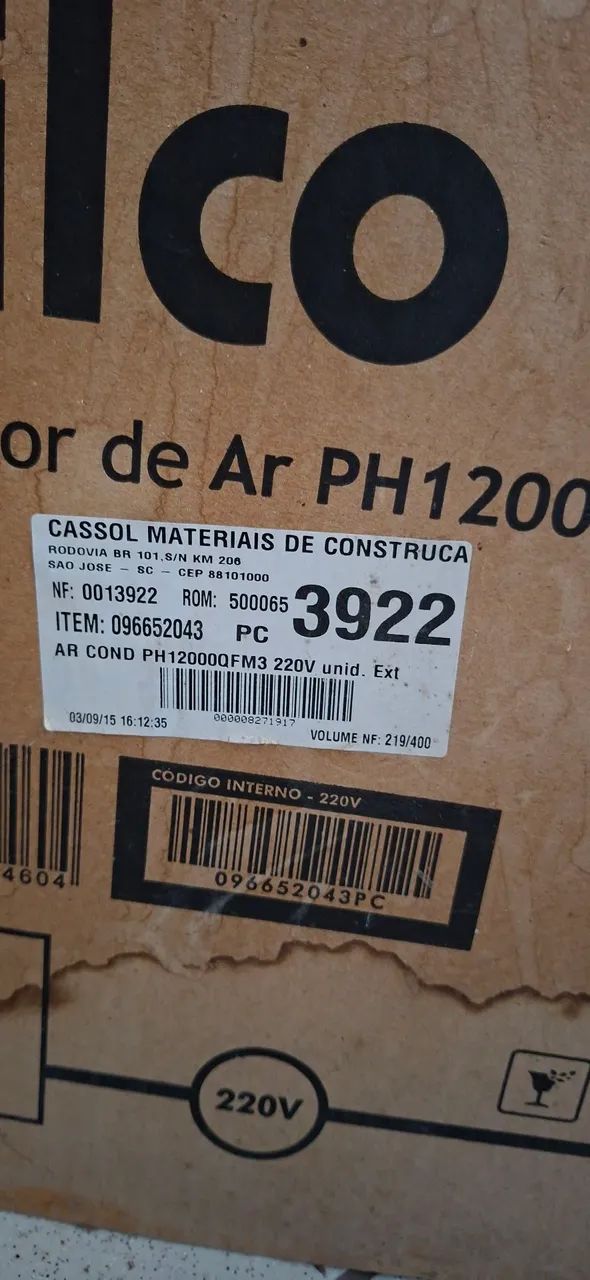 ilco
or de Ar PH1200
CASSOL MATERIAIS DE CONSTRUCA
RODOVIA BR 101,S/N KM 206
SAO JOSE - SC - CEP 88101000
NF: 0013922 ROM: 500065 3922
ITEM: 096652043 PC
AR COND PH12000QFM3 220V unid. Ext
000008271917
03/09/15 16:12:35 VOLUME NF: 219/400
CÓDIGO INTERNO - 220V
096652043PC
4604
220V